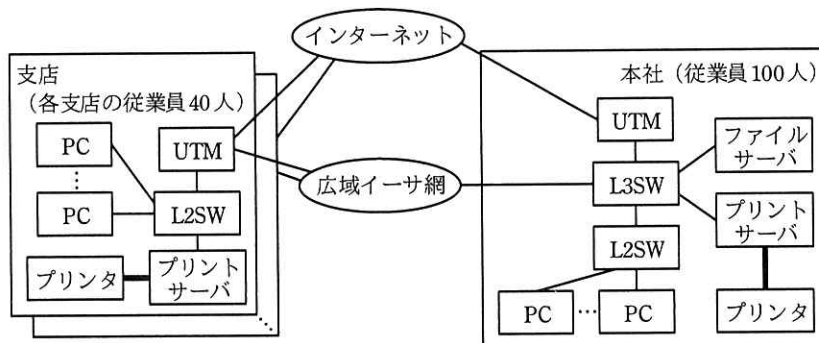 インターネット
支店
（各支店の従業員40人）
PC
⋮
PC
UTM
L2SW
プリンタ
プリント
サーバ
⋱
広域イーサ網
本社（従業員100人）
UTM
ファイル
サーバ
L3SW
プリント
サーバ
L2SW
PC … PC
プリンタ